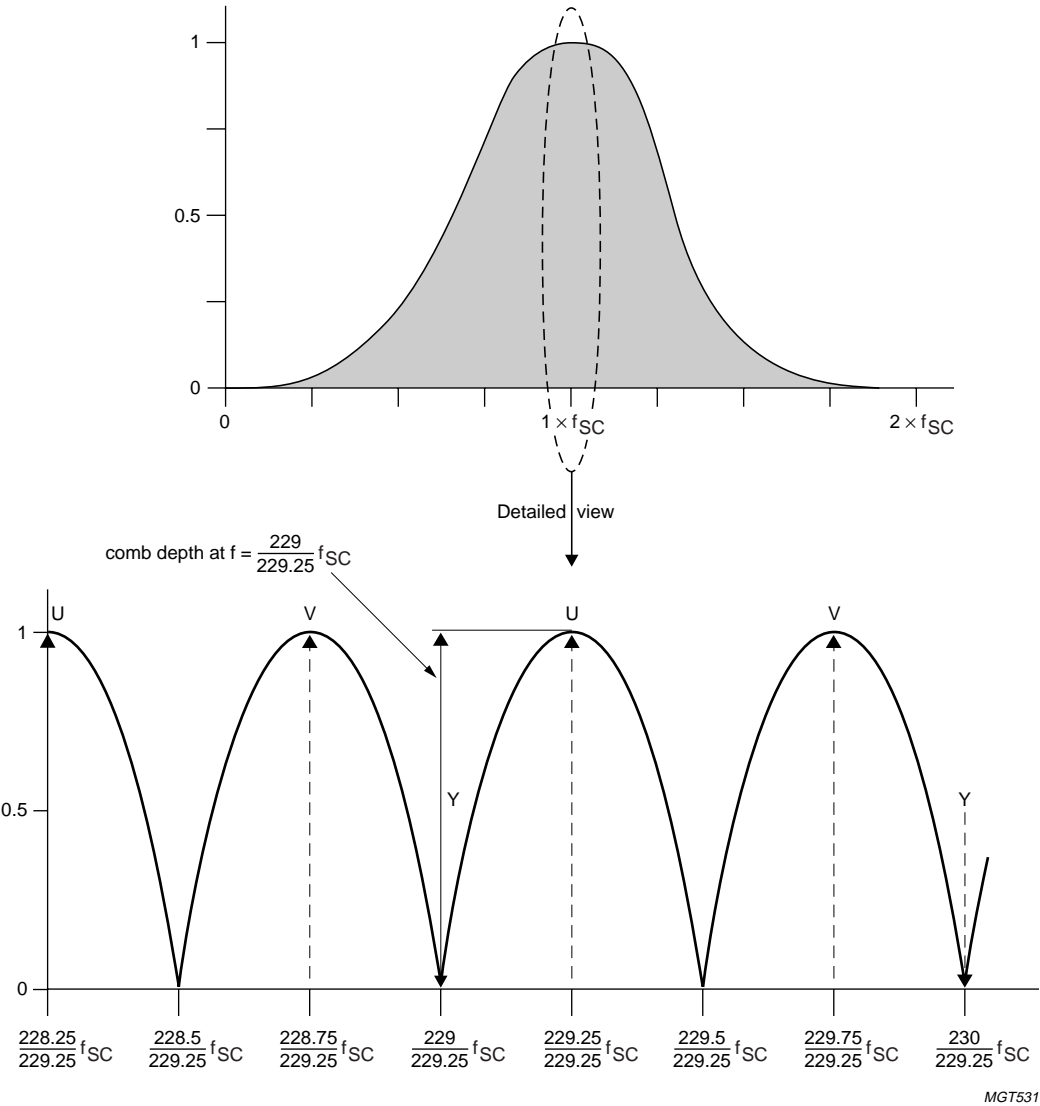 1
0.5
0
0
1 × fSC
2 × fSC
Detailed view
comb depth at f = 229/229.25 fSC
U
V
U
V
1
Y
Y
0.5
0
228.25/229.25 fSC
228.5/229.25 fSC
228.75/229.25 fSC
229/229.25 fSC
229.25/229.25 fSC
229.5/229.25 fSC
229.75/229.25 fSC
230/229.25 fSC
MGT531